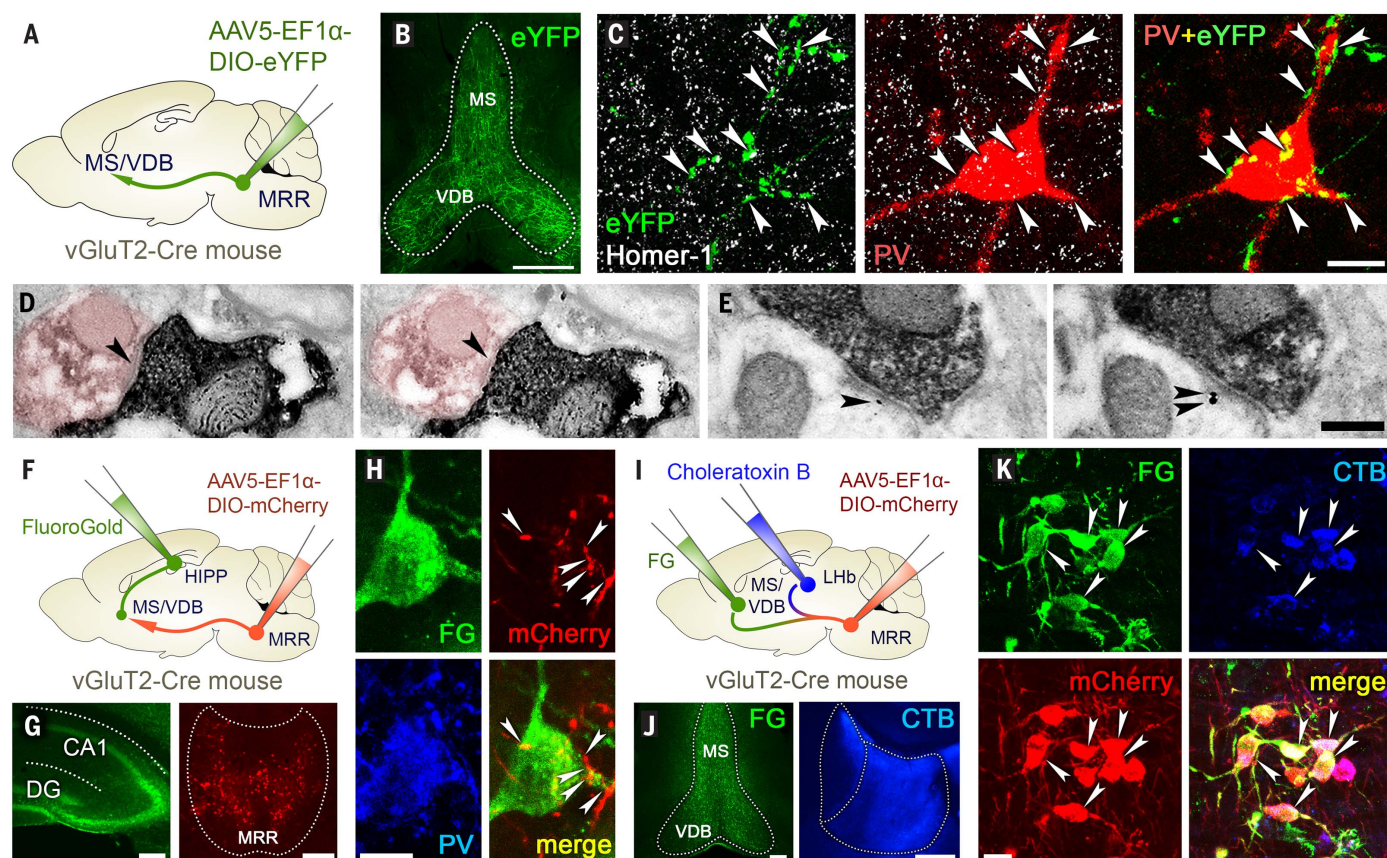 A
AAV5-EF1α-
DIO-eYFP
MS/VDB
MRR
vGluT2-Cre mouse
B
eYFP
MS
VDB
C
eYFP
Homer-1
PV
PV+eYFP
D
E
F
AAV5-EF1α-
DIO-mCherry
FluoroGold
HIPP
MS/VDB
MRR
vGluT2-Cre mouse
G
CA1
DG
MRR
H
FG
mCherry
PV
merge
I
Choleratoxin B
AAV5-EF1α-
DIO-mCherry
FG
MS/
VDB
LHb
MRR
vGluT2-Cre mouse
J
FG
MS
VDB
CTB
K
FG
CTB
mCherry
merge